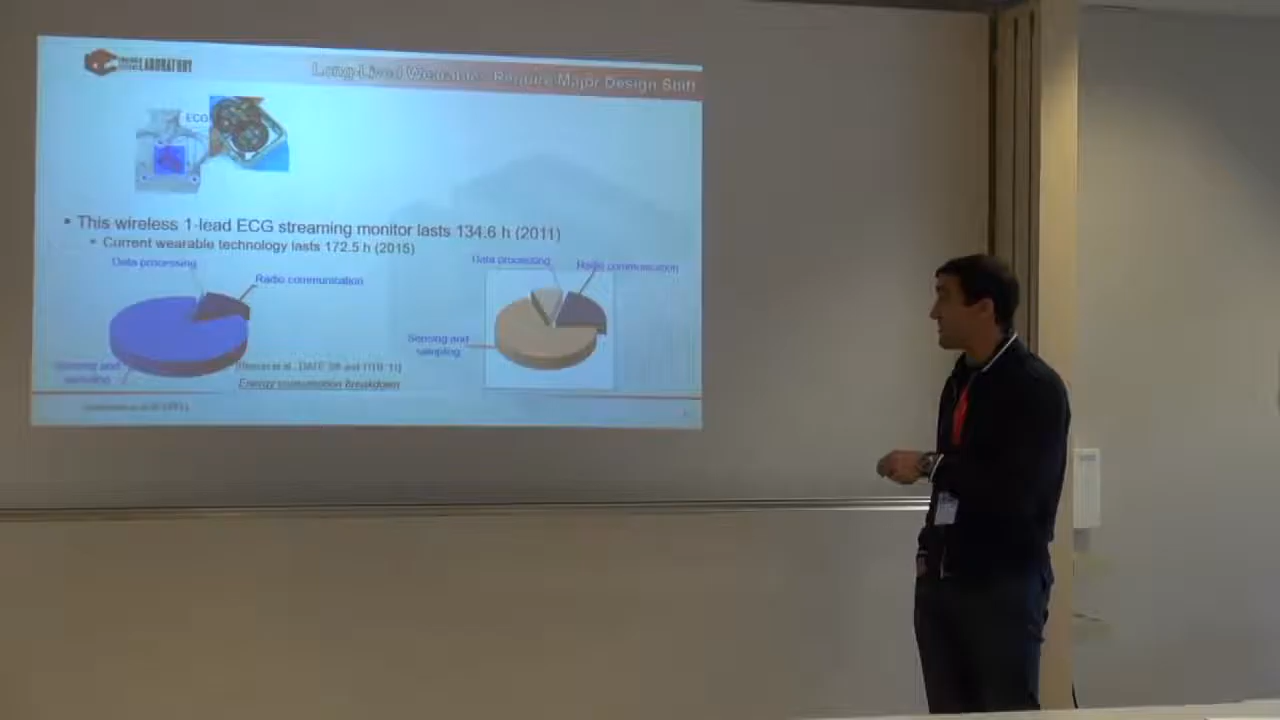 LABORATORY
Long-Lived Wearables Require Major Design Shift
ECG
▪ This wireless 1-lead ECG streaming monitor lasts 134.6 h (2011)
▪ Current wearable technology lasts 172.5 h (2015)
Data processing
Radio communication
Sensing and
sampling
Data processing
Radio communication
Sensing and
sampling
Energy consumption breakdown